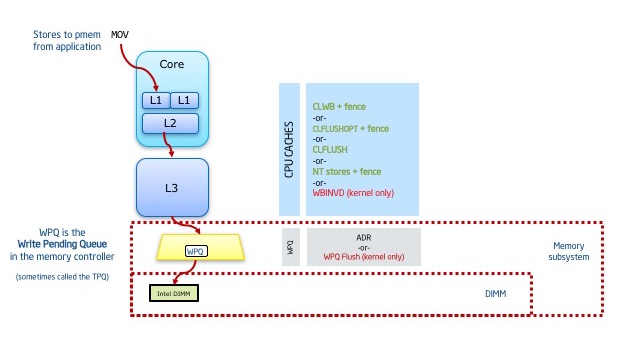 Stores to pmem
from application
MOV
Core
L1
L1
L2
L3
CPU CACHES
CLWB + fence
-or-
CLFLUSHOPT + fence
-or-
CLFLUSH
-or-
NT stores + fence
-or-
WBINVD (kernel only)
WPQ is the
Write Pending Queue
in the memory controller
(sometimes called the TPQ)
WPQ
WPQ
ADR
-or-
WPQ Flush (kernel only)
Memory
subsystem
Intel DIMM
DIMM